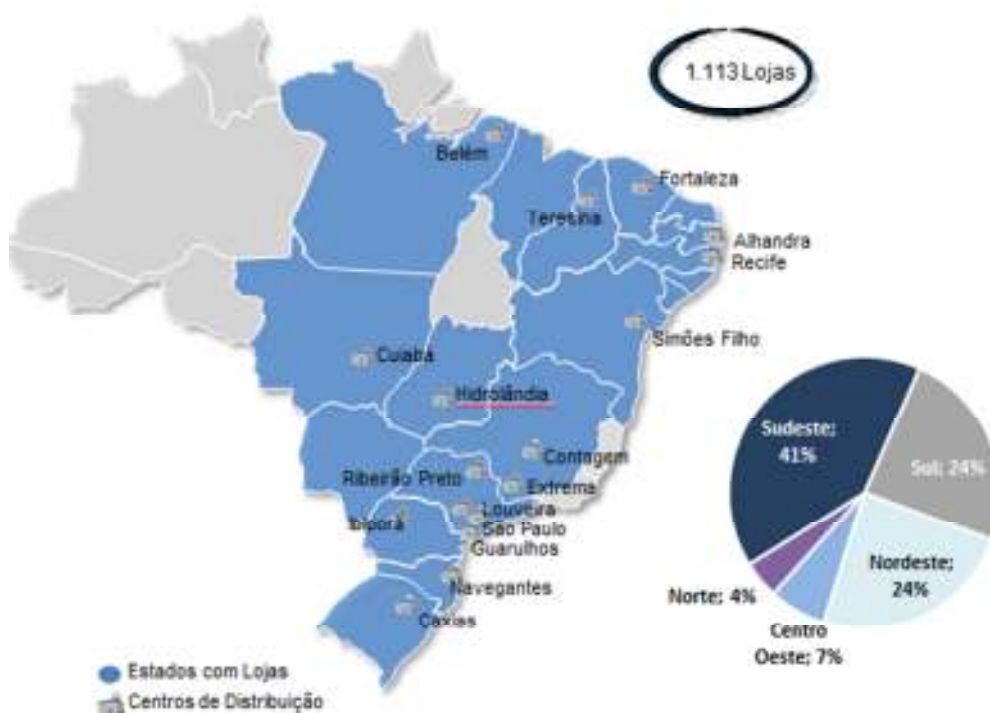 1.113 Lojas
Belém
Fortaleza
Teresina
Alhandra
Recife
Simões Filho
Cuiabá
Hidrolândia
Contagem
Ribeirão Preto
Extrema
Louveira
Ibiporã
São Paulo
Guarulhos
Navegantes
Caxias
Sudeste;
41%
Sul; 24%
Nordeste;
24%
Norte; 4%
Centro
Oeste; 7%
Estados com Lojas
Centros de Distribuição